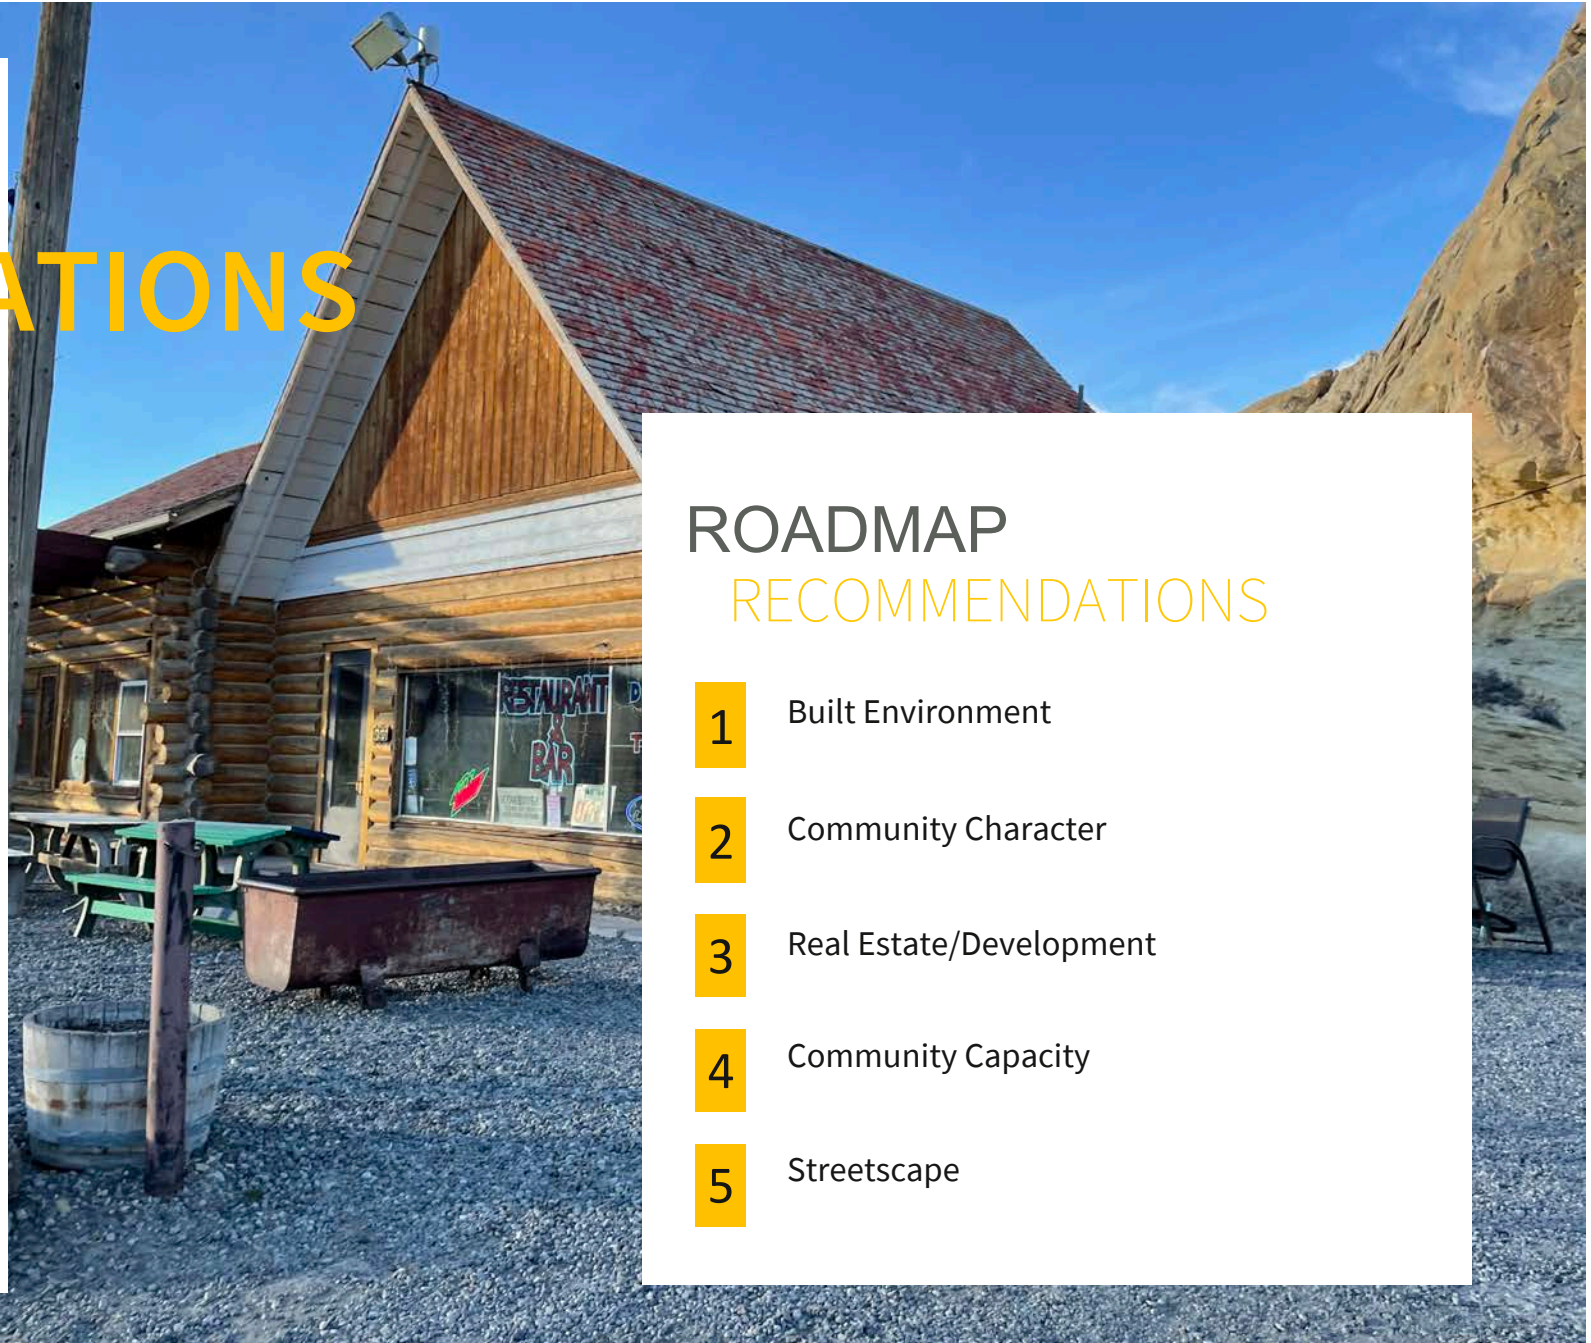 ATIONS
ROADMAP
RECOMMENDATIONS
1 Built Environment
2 Community Character
3 Real Estate/Development
4 Community Capacity
5 Streetscape
RESTAURANT
&
BAR